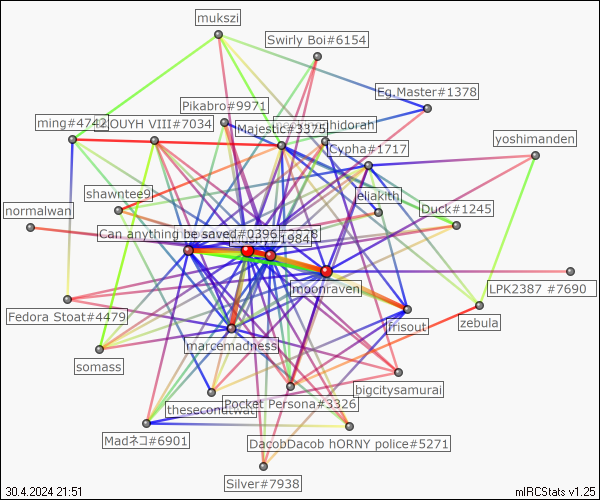 mukszi
Swirly Boi#6154
Eg.Master#1378
Pikabro#9971
ming#4742
OUYH VIII#7034
hidorah
Majestic#3375
Cypha#1717
yoshimanden
shawntee9
eliakith
normalwan
Duck#1245
Can anything be saved#0396
#1984
moonraven
LPK2387 #7690
Fedora Stoat#4479
zebula
frisout
marcemadness
somass
bigcitysamurai
thesecondtwat
Pocket Persona#3326
Madネコ#6901
DacobDacob hORNY police#5271
Silver#7938
30.4.2024 21:51
mIRCStats v1.25